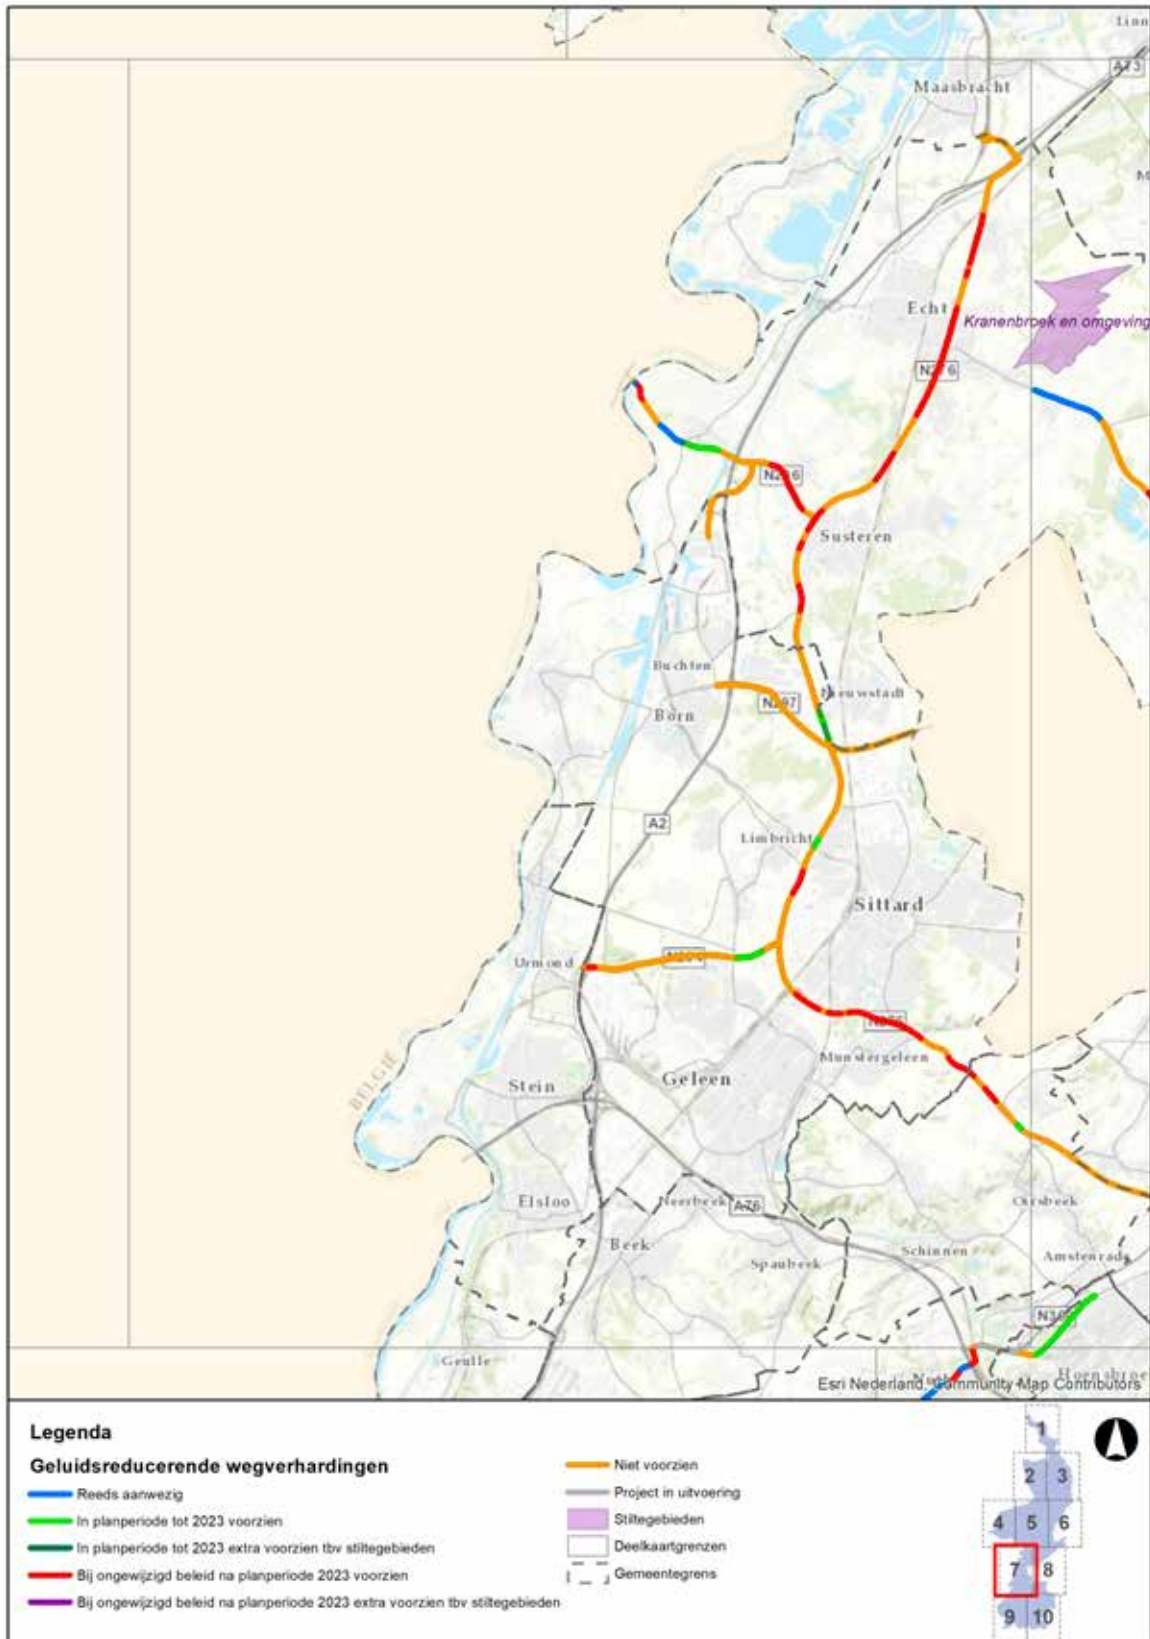 Linn
A73
Maasbracht
M
Echt
Kranenbroek en omgeving
N276
Susteren
Buchten
Nieuwstadt
N297
Born
A2
Limbricht
Sittard
Urmond
Munstergeleen
Geleen
Stein
BELGIË
Elsloo
Neerbeek
A76
Oirsbeek
Beek
Schinnen
Amstenrade
Spaubeek
Geulle
Hoensbroe
Esri Nederland, Community Map Contributors
Legenda
Geluidsreducerende wegverhardingen
Reeds aanwezig
In planperiode tot 2023 voorzien
In planperiode tot 2023 extra voorzien tbv stiltegebieden
Bij ongewijzigd beleid na planperiode 2023 voorzien
Bij ongewijzigd beleid na planperiode 2023 extra voorzien tbv stiltegebieden
Niet voorzien
Project in uitvoering
Stiltegebieden
Deelkaartgrenzen
Gemeentegrens
1
2 3
4 5 6
7 8
9 10